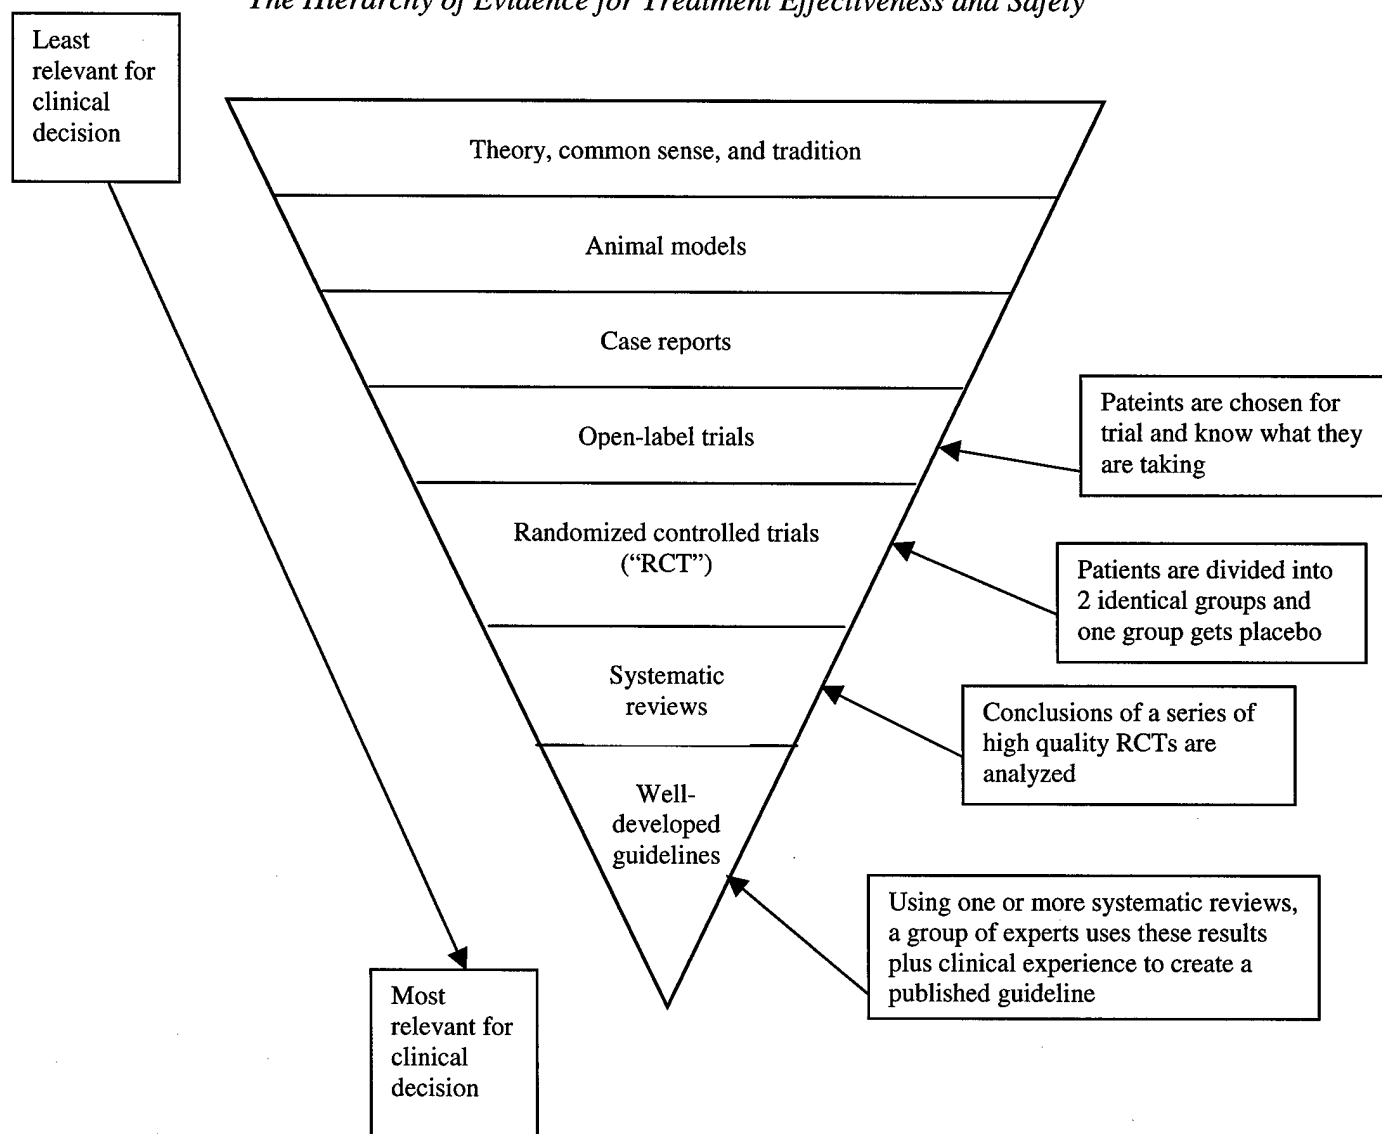 The Hierarchy of Evidence for Treatment Effectiveness and Safety
Least
relevant for
clinical
decision
Theory, common sense, and tradition
Animal models
Case reports
Open-label trials
Pateints are chosen for
trial and know what they
are taking
Randomized controlled trials
(“RCT”)
Patients are divided into
2 identical groups and
one group gets placebo
Systematic
reviews
Conclusions of a series of
high quality RCTs are
analyzed
Well-
developed
guidelines
Using one or more systematic reviews,
a group of experts uses these results
plus clinical experience to create a
published guideline
Most
relevant for
clinical
decision